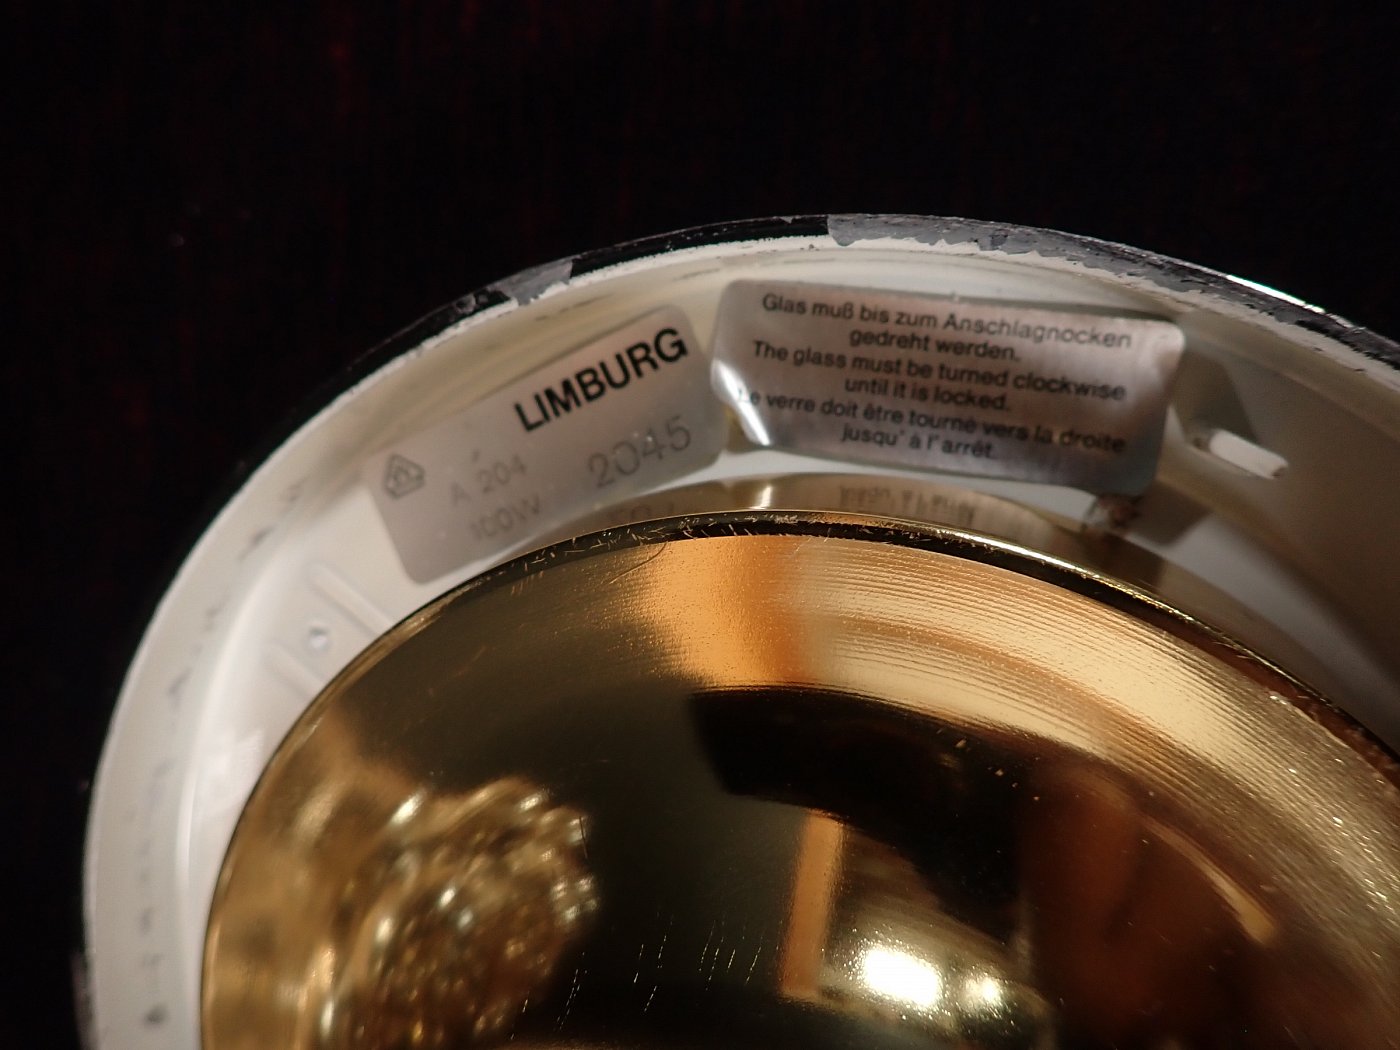 LIMBURG
A 204
2045
100W
Glas muß bis zum Anschlagnocken
gedreht werden.
The glass must be turned clockwise
until it is locked.
Le verre doit être tourné vers la droite
jusqu' à l' arrêt.